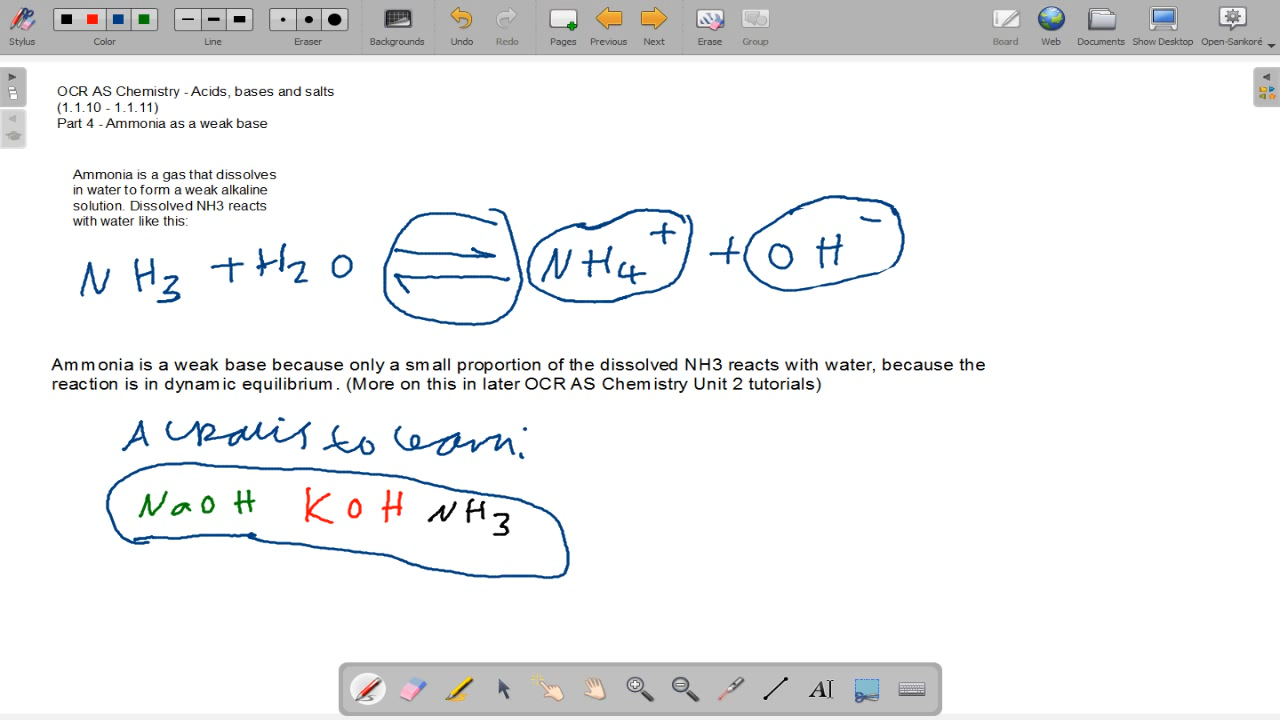 Stylus Color Line Eraser Backgrounds Undo Redo Pages Previous Next Erase Group Board Web Documents Show Desktop Open-Sankoré
OCR AS Chemistry - Acids, bases and salts
(1.1.10 - 1.1.11)
Part 4 - Ammonia as a weak base
Ammonia is a gas that dissolves
in water to form a weak alkaline
solution. Dissolved NH3 reacts
with water like this:
NH3 + H2O ⇌ NH4+ + OH−
Ammonia is a weak base because only a small proportion of the dissolved NH3 reacts with water, because the
reaction is in dynamic equilibrium. (More on this in later OCR AS Chemistry Unit 2 tutorials)
Alkalis to learn:
NaOH KOH NH3
AI